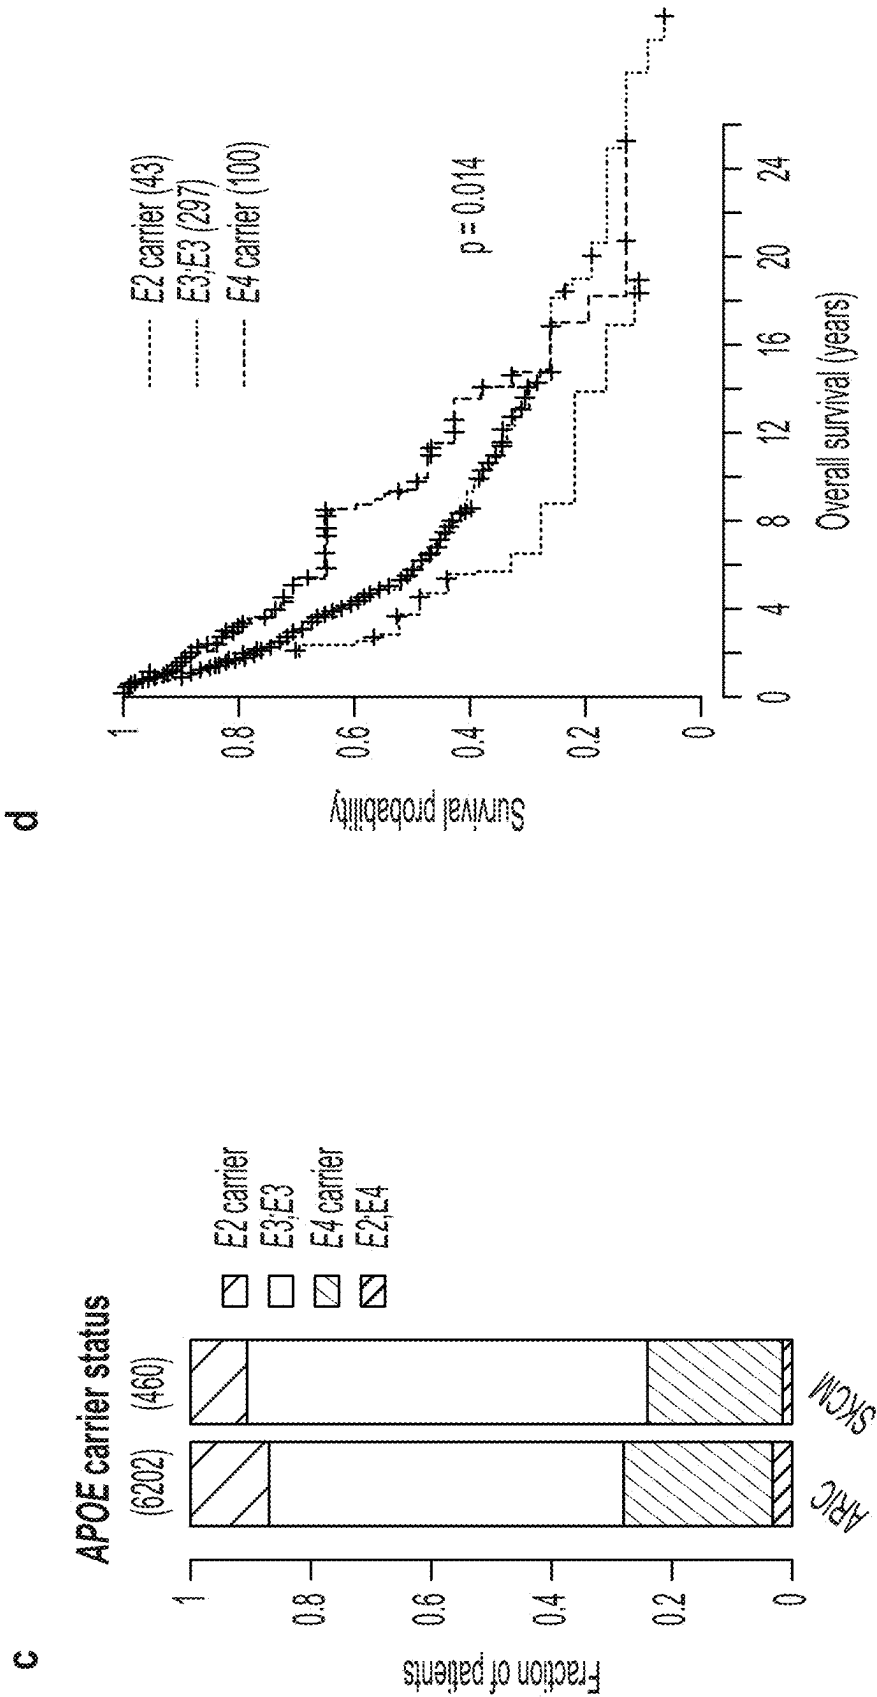 c
APOE carrier status
(6202)
(460)
Fraction of patients
1
0.8
0.6
0.4
0.2
0
ARIC
SKCM
E2 carrier
E3;E3
E4 carrier
E2;E4
d
Survival probability
1
0.8
0.6
0.4
0.2
0
E2 carrier (43)
E3;E3 (297)
E4 carrier (100)
p = 0.014
0
4
8
12
16
20
24
Overall survival (years)